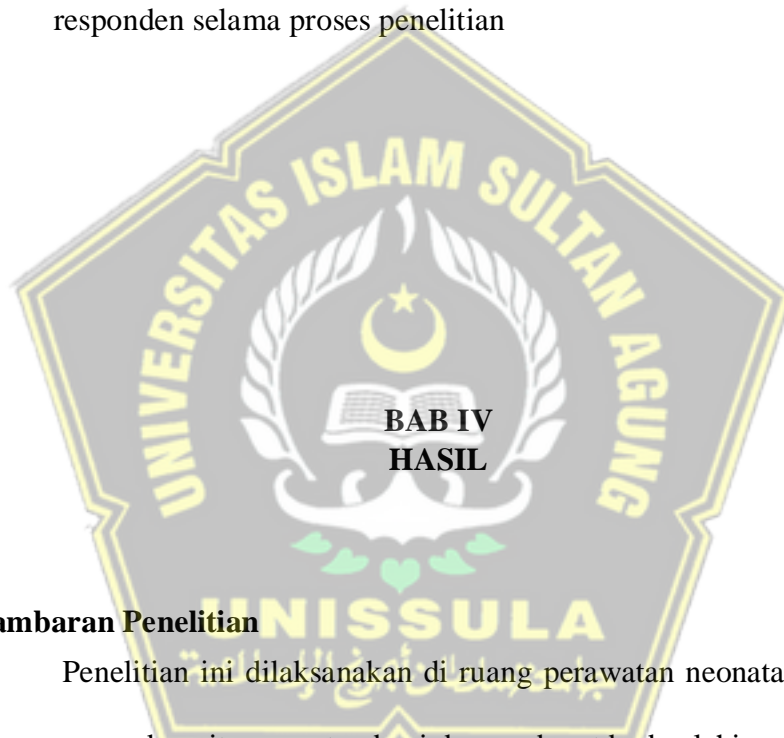 responden selama proses penelitian
UNIVERSITAS ISLAM SULTAN AGUNG
BAB IV
HASIL
UNISSULA
ambaran Penelitian
Penelitian ini dilaksanakan di ruang perawatan neonata